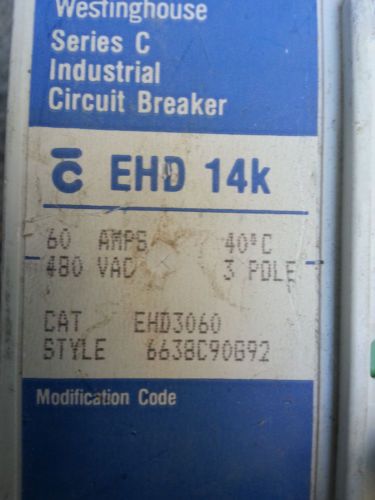 Westinghouse
Series C
Industrial
Circuit Breaker
C EHD 14k
60 AMPS 40°C
480 VAC 3 POLE
CAT EHD3060
STYLE 6638C90G92
Modification Code